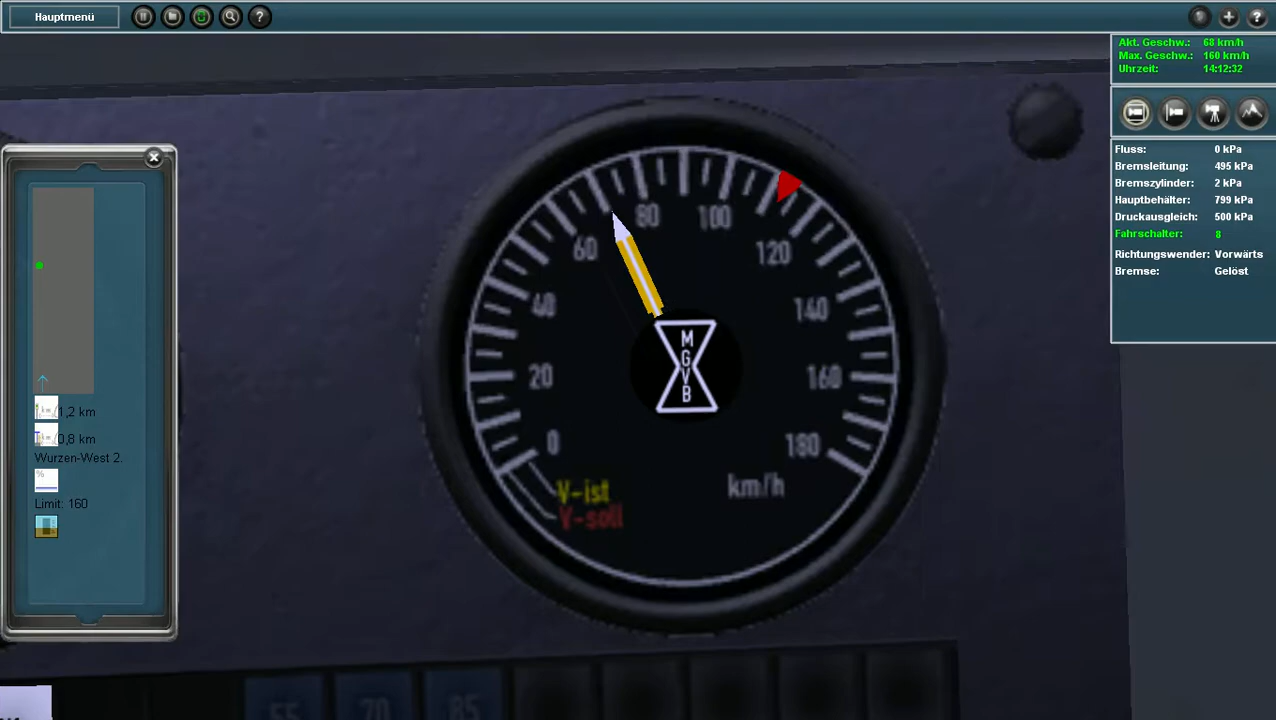 Hauptmenü
?
?
Akt. Geschw.: 68 km/h
Max. Geschw.: 160 km/h
Uhrzeit: 14:12:32
Fluss: 0 kPa
Bremsleitung: 495 kPa
Bremszylinder: 2 kPa
Hauptbehälter: 799 kPa
Druckausgleich: 500 kPa
Fahrschalter: 8
Richtungswender: Vorwärts
Bremse: Gelöst
1,2 km
0,8 km
Wurzen-West 2.
%
Limit: 160
0
20
40
60
80
100
120
140
160
180
MGVB
V-ist
V-soll
km/h
55
70
85